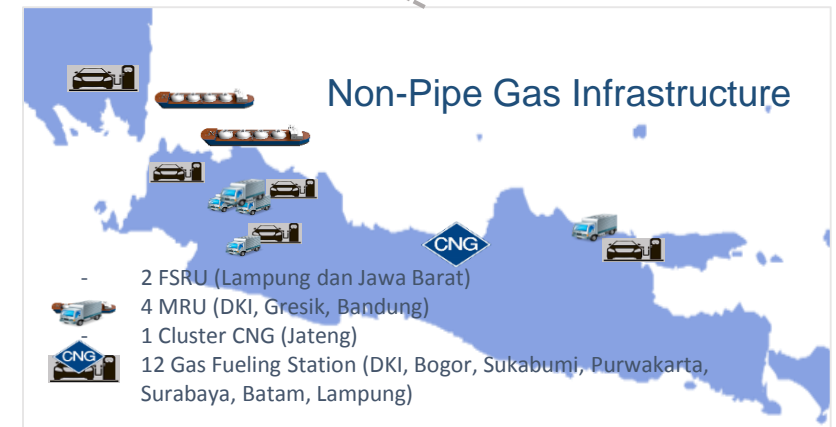 Non-Pipe Gas Infrastructure
CNG
- 2 FSRU (Lampung dan Jawa Barat)
4 MRU (DKI, Gresik, Bandung)
- 1 Cluster CNG (Jateng)
CNG
12 Gas Fueling Station (DKI, Bogor, Sukabumi, Purwakarta,
Surabaya, Batam, Lampung)